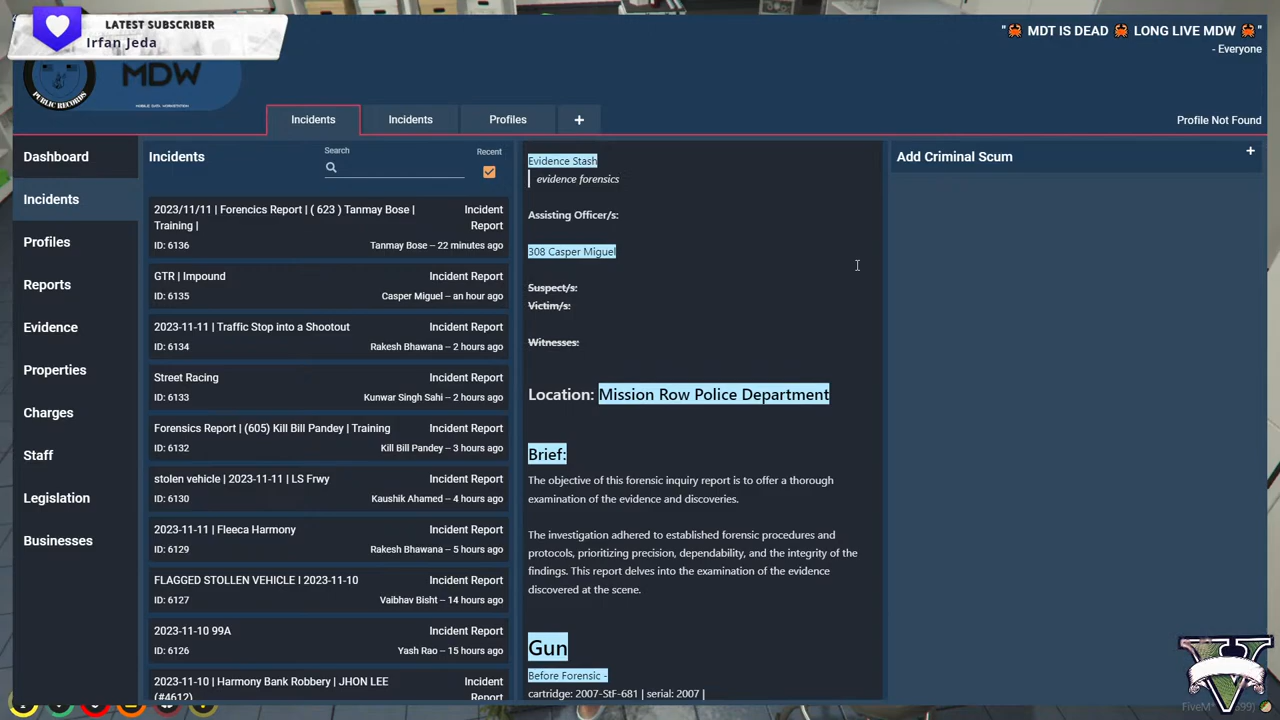 LATEST SUBSCRIBER
Irfan Jeda
" MDT IS DEAD LONG LIVE MDW "
- Everyone
PUBLIC RECORDS
MDW
MOBILE DATA WORKSTATION
Incidents
Incidents
Profiles
+
Profile Not Found
Dashboard
Incidents
Profiles
Reports
Evidence
Properties
Charges
Staff
Legislation
Businesses
Incidents
Search
Recent
2023/11/11 | Forencics Report | ( 623 ) Tanmay Bose | Training |
Incident Report
ID: 6136
Tanmay Bose – 22 minutes ago
GTR | Impound
Incident Report
ID: 6135
Casper Miguel – an hour ago
2023-11-11 | Traffic Stop into a Shootout
Incident Report
ID: 6134
Rakesh Bhawana – 2 hours ago
Street Racing
Incident Report
ID: 6133
Kunwar Singh Sahi – 2 hours ago
Forensics Report | (605) Kill Bill Pandey | Training
Incident Report
ID: 6132
Kill Bill Pandey – 3 hours ago
stolen vehicle | 2023-11-11 | LS Frwy
Incident Report
ID: 6130
Kaushik Ahamed – 4 hours ago
2023-11-11 | Fleeca Harmony
Incident Report
ID: 6129
Rakesh Bhawana – 5 hours ago
FLAGGED STOLLEN VEHICLE I 2023-11-10
Incident Report
ID: 6127
Vaibhav Bisht – 14 hours ago
2023-11-10 99A
Incident Report
ID: 6126
Yash Rao – 15 hours ago
2023-11-10 | Harmony Bank Robbery | JHON LEE (#4612)
Incident Report
Evidence Stash
evidence forensics
Assisting Officer/s:
308 Casper Miguel
Suspect/s:
Victim/s:
Witnesses:
Location: Mission Row Police Department
Brief:
The objective of this forensic inquiry report is to offer a thorough
examination of the evidence and discoveries.
The investigation adhered to established forensic procedures and
protocols, prioritizing precision, dependability, and the integrity of the
findings. This report delves into the examination of the evidence
discovered at the scene.
Gun
Before Forensic -
cartridge: 2007-StF-681 | serial: 2007 |
Add Criminal Scum
+
V
FiveM